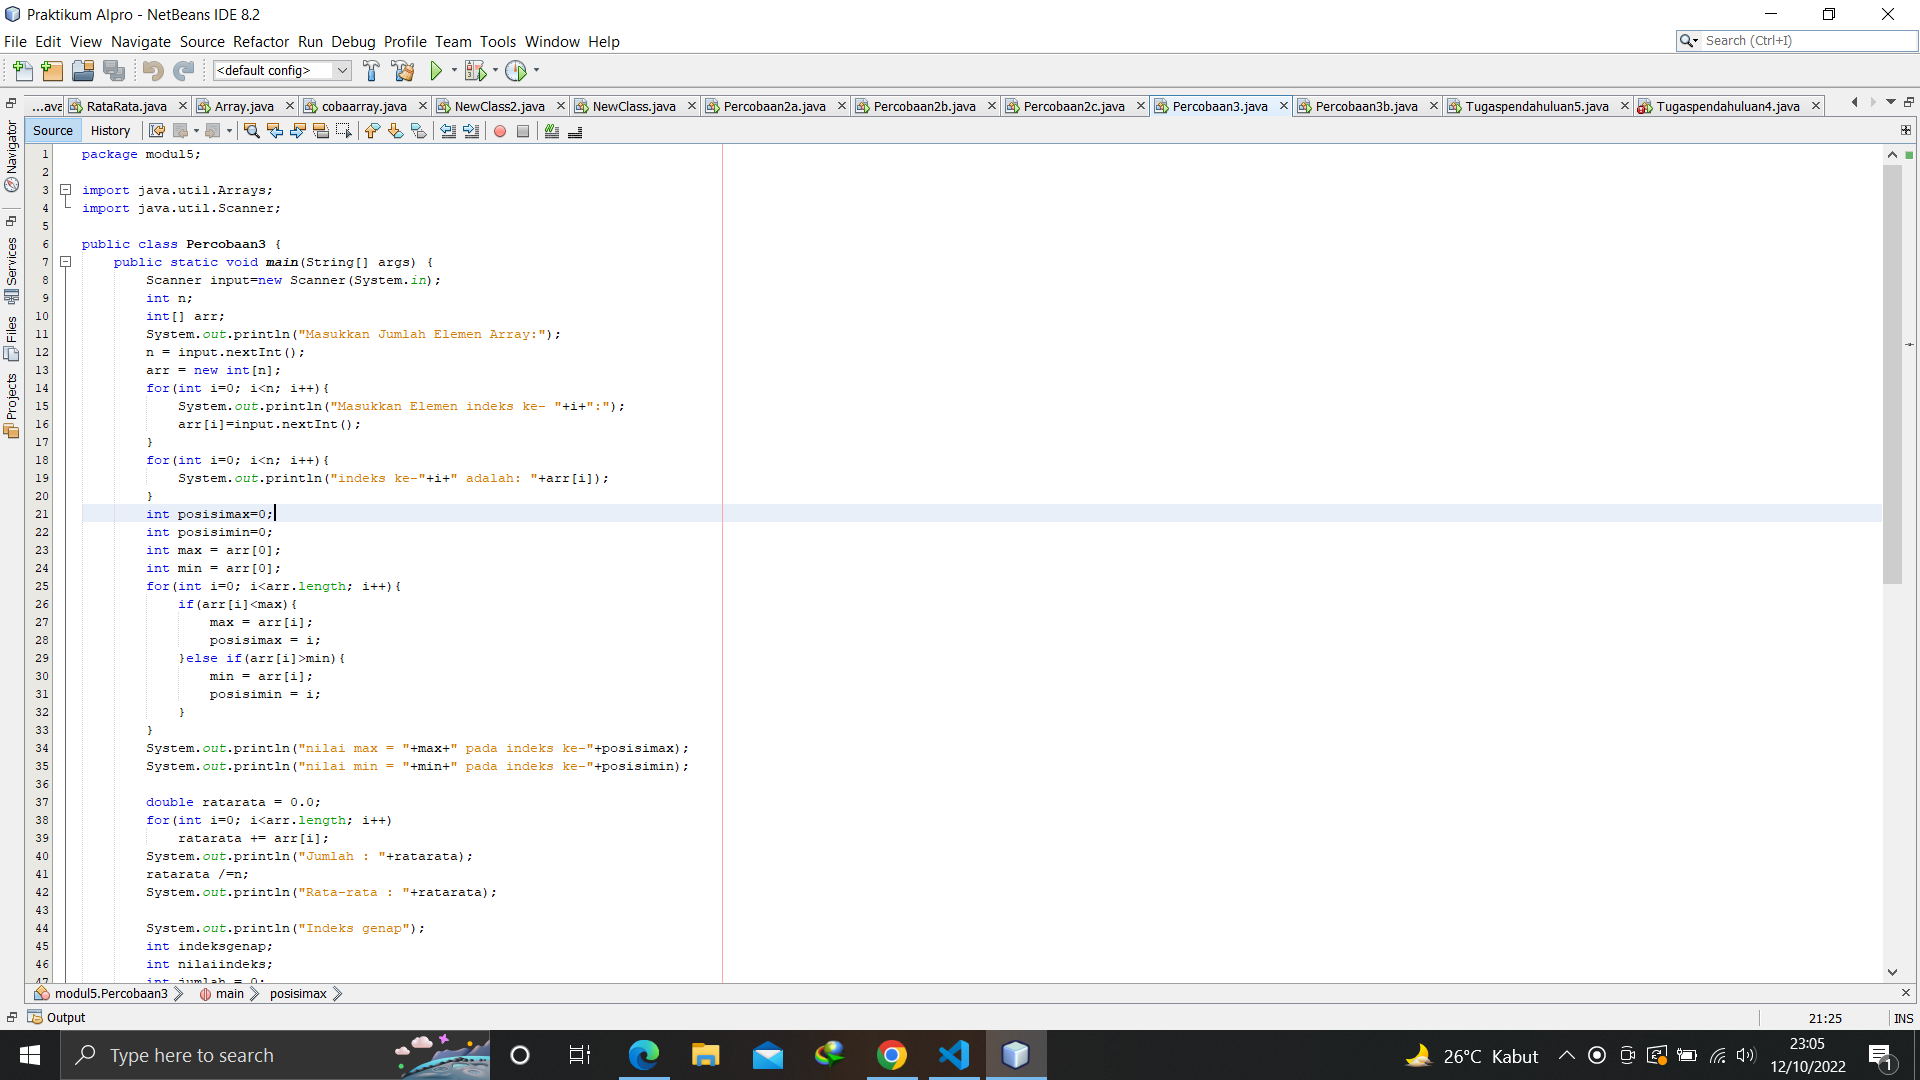 Praktikum Alpro - NetBeans IDE 8.2
File Edit View Navigate Source Refactor Run Debug Profile Team Tools Window Help
Search (Ctrl+I)
<default config>
...ava RataRata.java Array.java cobaarray.java NewClass2.java NewClass.java Percobaan2a.java Percobaan2b.java Percobaan2c.java Percobaan3.java Percobaan3b.java Tugaspendahuluan5.java Tugaspendahuluan4.java
Source History
Navigator
Services
Files
Projects
1 package modul5;
2
3 import java.util.Arrays;
4 import java.util.Scanner;
5
6 public class Percobaan3 {
7 public static void main(String[] args) {
8 Scanner input=new Scanner(System.in);
9 int n;
10 int[] arr;
11 System.out.println("Masukkan Jumlah Elemen Array:");
12 n = input.nextInt();
13 arr = new int[n];
14 for(int i=0; i<n; i++){
15 System.out.println("Masukkan Elemen indeks ke- "+i+":");
16 arr[i]=input.nextInt();
17 }
18 for(int i=0; i<n; i++){
19 System.out.println("indeks ke-"+i+" adalah: "+arr[i]);
20 }
21 int posisimax=0;
22 int posisimin=0;
23 int max = arr[0];
24 int min = arr[0];
25 for(int i=0; i<arr.length; i++){
26 if(arr[i]<max){
27 max = arr[i];
28 posisimax = i;
29 }else if(arr[i]>min){
30 min = arr[i];
31 posisimin = i;
32 }
33 }
34 System.out.println("nilai max = "+max+" pada indeks ke-"+posisimax);
35 System.out.println("nilai min = "+min+" pada indeks ke-"+posisimin);
36
37 double ratarata = 0.0;
38 for(int i=0; i<arr.length; i++)
39 ratarata += arr[i];
40 System.out.println("Jumlah : "+ratarata);
41 ratarata /=n;
42 System.out.println("Rata-rata : "+ratarata);
43
44 System.out.println("Indeks genap");
45 int indeksgenap;
46 int nilaiindeks;
47 int jumlah = 0;
modul5.Percobaan3 main posisimax
Output
21:25 INS
Type here to search
26°C Kabut
23:05
12/10/2022
1